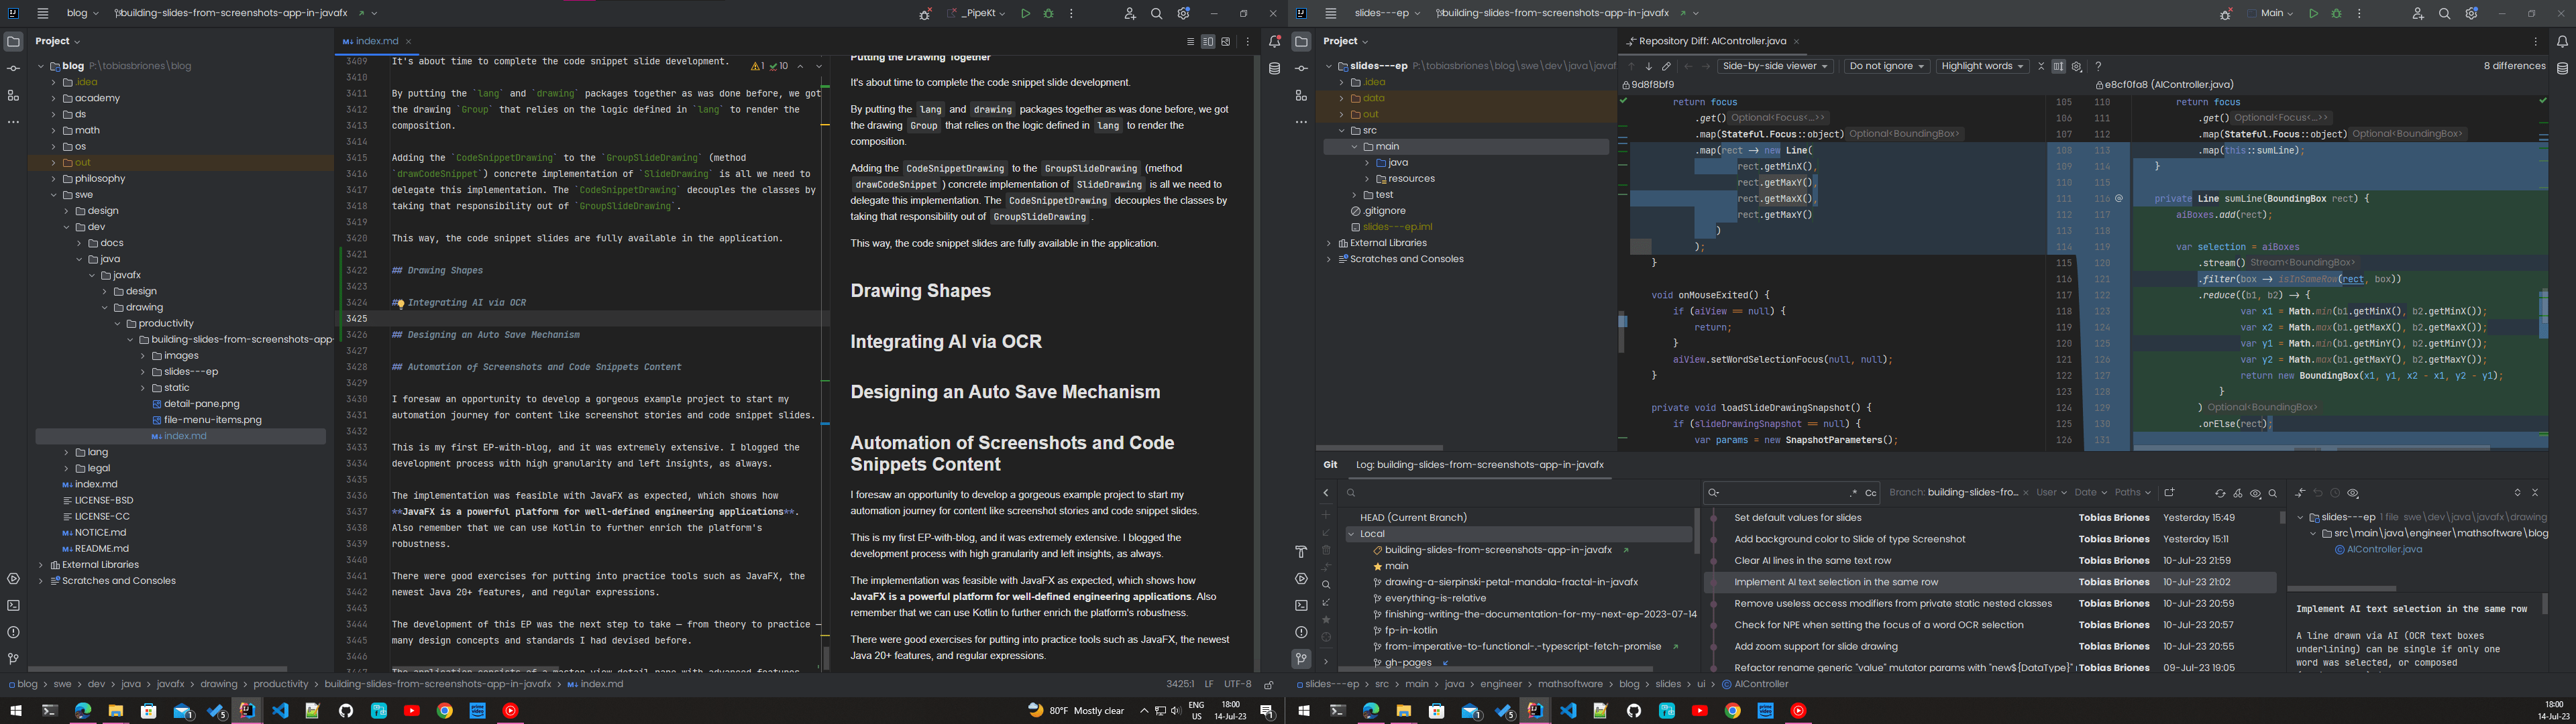 blog
building-slides-from-screenshots-app-in-javafx
_PipeKt
Project
blog P:\tobiasbriones\blog
.idea
academy
ds
math
os
out
philosophy
swe
design
dev
docs
java
javafx
design
drawing
productivity
building-slides-from-screenshots-app-
images
slides---ep
static
detail-pane.png
file-menu-items.png
index.md
lang
legal
index.md
LICENSE-BSD
LICENSE-CC
NOTICE.md
README.md
External Libraries
Scratches and Consoles
index.md
1 10
3409 It's about time to complete the code snippet slide development.
3410
3411 By putting the `lang` and `drawing` packages together as was done before, we got
3412 the drawing `Group` that relies on the logic defined in `lang` to render the
3413 composition.
3414
3415 Adding the `CodeSnippetDrawing` to the `GroupSlideDrawing` (method
3416 `drawCodeSnippet`) concrete implementation of `SlideDrawing` is all we need to
3417 delegate this implementation. The `CodeSnippetDrawing` decouples the classes by
3418 taking that responsibility out of `GroupSlideDrawing`.
3419
3420 This way, the code snippet slides are fully available in the application.
3421
3422 ## Drawing Shapes
3423
3424 ## Integrating AI via OCR
3425
3426 ## Designing an Auto Save Mechanism
3427
3428 ## Automation of Screenshots and Code Snippets Content
3429
3430 I foresaw an opportunity to develop a gorgeous example project to start my
3431 automation journey for content like screenshot stories and code snippet slides.
3432
3433 This is my first EP-with-blog, and it was extremely extensive. I blogged the
3434 development process with high granularity and left insights, as always.
3435
3436 The implementation was feasible with JavaFX as expected, which shows how
3437 **JavaFX is a powerful platform for well-defined engineering applications**.
3438 Also remember that we can use Kotlin to further enrich the platform's
3439 robustness.
3440
3441 There were good exercises for putting into practice tools such as JavaFX, the
3442 newest Java 20+ features, and regular expressions.
3443
3444 The development of this EP was the next step to take — from theory to practice —
3445 many design concepts and standards I had devised before.
3446
Putting the Drawing Together
It's about time to complete the code snippet slide development.
By putting the lang and drawing packages together as was done before, we got
the drawing Group that relies on the logic defined in lang to render the
composition.
Adding the CodeSnippetDrawing to the GroupSlideDrawing (method
drawCodeSnippet ) concrete implementation of SlideDrawing is all we need to
delegate this implementation. The CodeSnippetDrawing decouples the classes by
taking that responsibility out of GroupSlideDrawing .
This way, the code snippet slides are fully available in the application.
Drawing Shapes
Integrating AI via OCR
Designing an Auto Save Mechanism
Automation of Screenshots and Code
Snippets Content
I foresaw an opportunity to develop a gorgeous example project to start my
automation journey for content like screenshot stories and code snippet slides.
This is my first EP-with-blog, and it was extremely extensive. I blogged the
development process with high granularity and left insights, as always.
The implementation was feasible with JavaFX as expected, which shows how
JavaFX is a powerful platform for well-defined engineering applications. Also
remember that we can use Kotlin to further enrich the platform's robustness.
There were good exercises for putting into practice tools such as JavaFX, the newest
Java 20+ features, and regular expressions.
blog > swe > dev > java > javafx > drawing > productivity > building-slides-from-screenshots-app-in-javafx > index.md
3425:1 LF UTF-8
80°F Mostly clear
ENG
US
18:00
14-Jul-23
slides---ep
building-slides-from-screenshots-app-in-javafx
Main
Project
slides---ep P:\tobiasbriones\blog\swe\dev\java\javaf
.idea
data
out
src
main
java
resources
test
.gitignore
slides---ep.iml
External Libraries
Scratches and Consoles
Repository Diff: AIController.java
Side-by-side viewer Do not ignore Highlight words ? 8 differences
9d8f8bf9
e8cf0fa8 (AIController.java)
return focus 105
.get() Optional<Focus<...>> 106
.map(Stateful.Focus::object) Optional<BoundingBox> 107
.map(rect -> new Line( 108
rect.getMinX(), 109
rect.getMaxY(), 110
rect.getMaxX(), 111
rect.getMaxY() 112
) 113
); 114
} 115
116
void onMouseExited() { 117
if (aiView == null) { 118
return; 119
} 120
aiView.setWordSelectionFocus(null, null); 121
} 122
123
private void loadSlideDrawingSnapshot() { 124
if (slideDrawingSnapshot == null) { 125
var params = new SnapshotParameters(); 126
110 return focus
111 .get() Optional<Focus<...>>
112 .map(Stateful.Focus::object) Optional<BoundingBox>
113 .map(this::sumLine);
114 }
115
116 @ private Line sumLine(BoundingBox rect) {
117 aiBoxes.add(rect);
118
119 var selection = aiBoxes
120 .stream() Stream<BoundingBox>
121 .filter(box -> isInSameRow(rect, box))
122 .reduce((b1, b2) -> {
123 var x1 = Math.min(b1.getMinX(), b2.getMinX());
124 var x2 = Math.max(b1.getMaxX(), b2.getMaxX());
125 var y1 = Math.min(b1.getMinY(), b2.getMinY());
126 var y2 = Math.max(b1.getMaxY(), b2.getMaxY());
127 return new BoundingBox(x1, y1, x2 - x1, y2 - y1);
128 }
129 ) Optional<BoundingBox>
130 .orElse(rect);
131
Git Log: building-slides-from-screenshots-app-in-javafx
HEAD (Current Branch)
Local
building-slides-from-screenshots-app-in-javafx
main
drawing-a-sierpinski-petal-mandala-fractal-in-javafx
everything-is-relative
finishing-writing-the-documentation-for-my-next-ep-2023-07-14
fp-in-kotlin
from-imperative-to-functional-.-typescript-fetch-promise
gh-pages
.* Cc Branch: building-slides-fro... User Date Paths
Set default values for slides Tobias Briones Yesterday 15:49
Add background color to Slide of type Screenshot Tobias Briones Yesterday 15:11
Clear AI lines in the same text row Tobias Briones 10-Jul-23 21:59
Implement AI text selection in the same row Tobias Briones 10-Jul-23 21:02
Remove useless access modifiers from private static nested classes Tobias Briones 10-Jul-23 20:59
Check for NPE when setting the focus of a word OCR selection Tobias Briones 10-Jul-23 20:57
Add zoom support for slide drawing Tobias Briones 10-Jul-23 20:55
Refactor rename generic "value" mutator params with "new${DataType}" Tobias Briones 09-Jul-23 19:05
slides---ep 1 file swe\dev\java\javafx\drawing
src\main\java\engineer\mathsoftware\blog
AIController.java
Implement AI text selection in the same row
A line drawn via AI (OCR text boxes
underlining) can be single if only one
word was selected, or composed
slides---ep > src > main > java > engineer > mathsoftware > blog > slides > ui > AIController
18:00
14-Jul-23